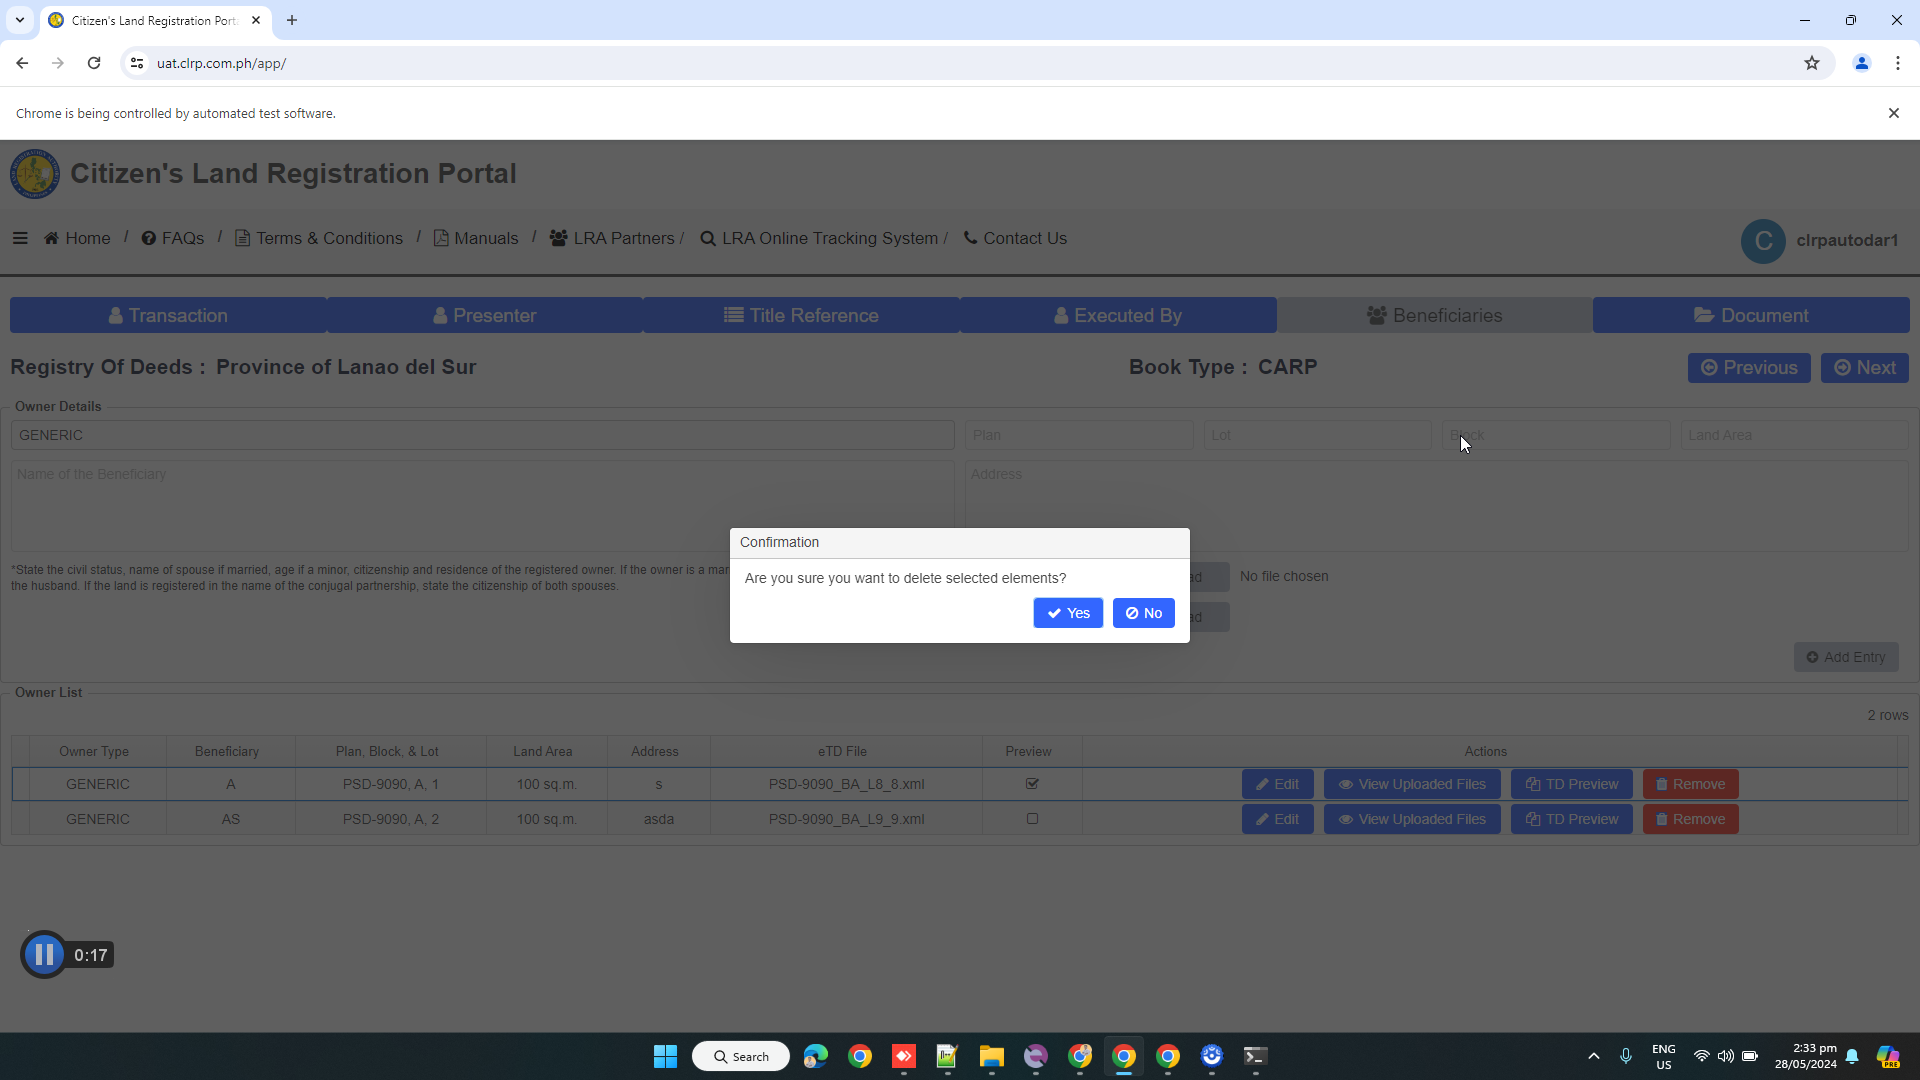 Citizen's Land Registration Porta
uat.clrp.com.ph/app/
Chrome is being controlled by automated test software.
Citizen's Land Registration Portal
Home / FAQs / Terms & Conditions / Manuals / LRA Partners / LRA Online Tracking System / Contact Us
C clrpautodar1
Transaction Presenter Title Reference Executed By Beneficiaries Document
Registry Of Deeds : Province of Lanao del Sur Book Type : CARP Previous Next
Owner Details
GENERIC Plan Lot Block Land Area
Name of the Beneficiary Address
Confirmation
Are you sure you want to delete selected elements?
Yes No
*State the civil status, name of spouse if married, age if a minor, citizenship and residence of the registered owner. If the owner is a mar
the husband. If the land is registered in the name of the conjugal partnership, state the citizenship of both spouses.
ad No file chosen
ad
Add Entry
Owner List
2 rows
Owner Type Beneficiary Plan, Block, & Lot Land Area Address eTD File Preview Actions
GENERIC A PSD-9090, A, 1 100 sq.m. s PSD-9090_BA_L8_8.xml Edit View Uploaded Files TD Preview Remove
GENERIC AS PSD-9090, A, 2 100 sq.m. asda PSD-9090_BA_L9_9.xml Edit View Uploaded Files TD Preview Remove
0:17
Search
ENG
US
2:33 pm
28/05/2024
PRE